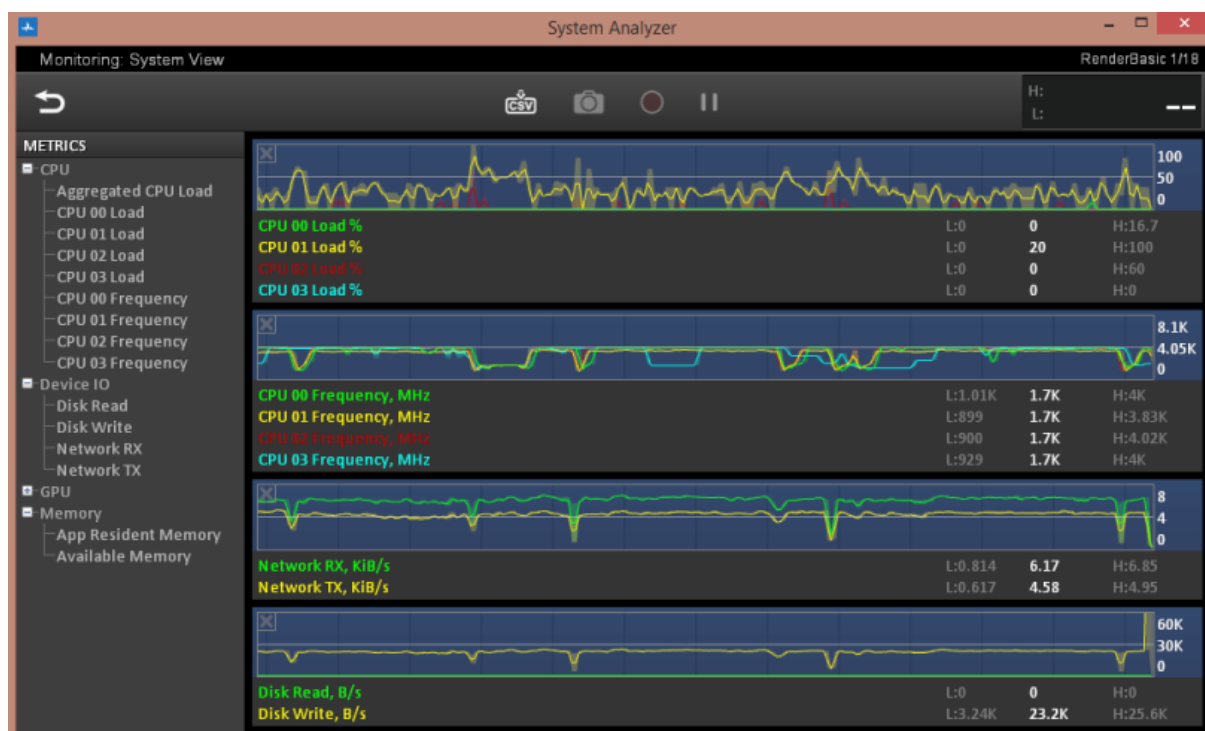 System Analyzer
Monitoring: System View
RenderBasic 1/18
CSV
H:
L:
--
METRICS
CPU
Aggregated CPU Load
CPU 00 Load
CPU 01 Load
CPU 02 Load
CPU 03 Load
CPU 00 Frequency
CPU 01 Frequency
CPU 02 Frequency
CPU 03 Frequency
Device IO
Disk Read
Disk Write
Network RX
Network TX
GPU
Memory
App Resident Memory
Available Memory
100
50
0
CPU 00 Load % L:0 0 H:16.7
CPU 01 Load % L:0 20 H:100
CPU 02 Load % L:0 0 H:60
CPU 03 Load % L:0 0 H:0
8.1K
4.05K
0
CPU 00 Frequency, MHz L:1.01K 1.7K H:4K
CPU 01 Frequency, MHz L:899 1.7K H:3.83K
CPU 02 Frequency, MHz L:900 1.7K H:4.02K
CPU 03 Frequency, MHz L:929 1.7K H:4K
8
4
0
Network RX, KiB/s L:0.814 6.17 H:6.85
Network TX, KiB/s L:0.617 4.58 H:4.95
60K
30K
0
Disk Read, B/s L:0 0 H:0
Disk Write, B/s L:3.24K 23.2K H:25.6K